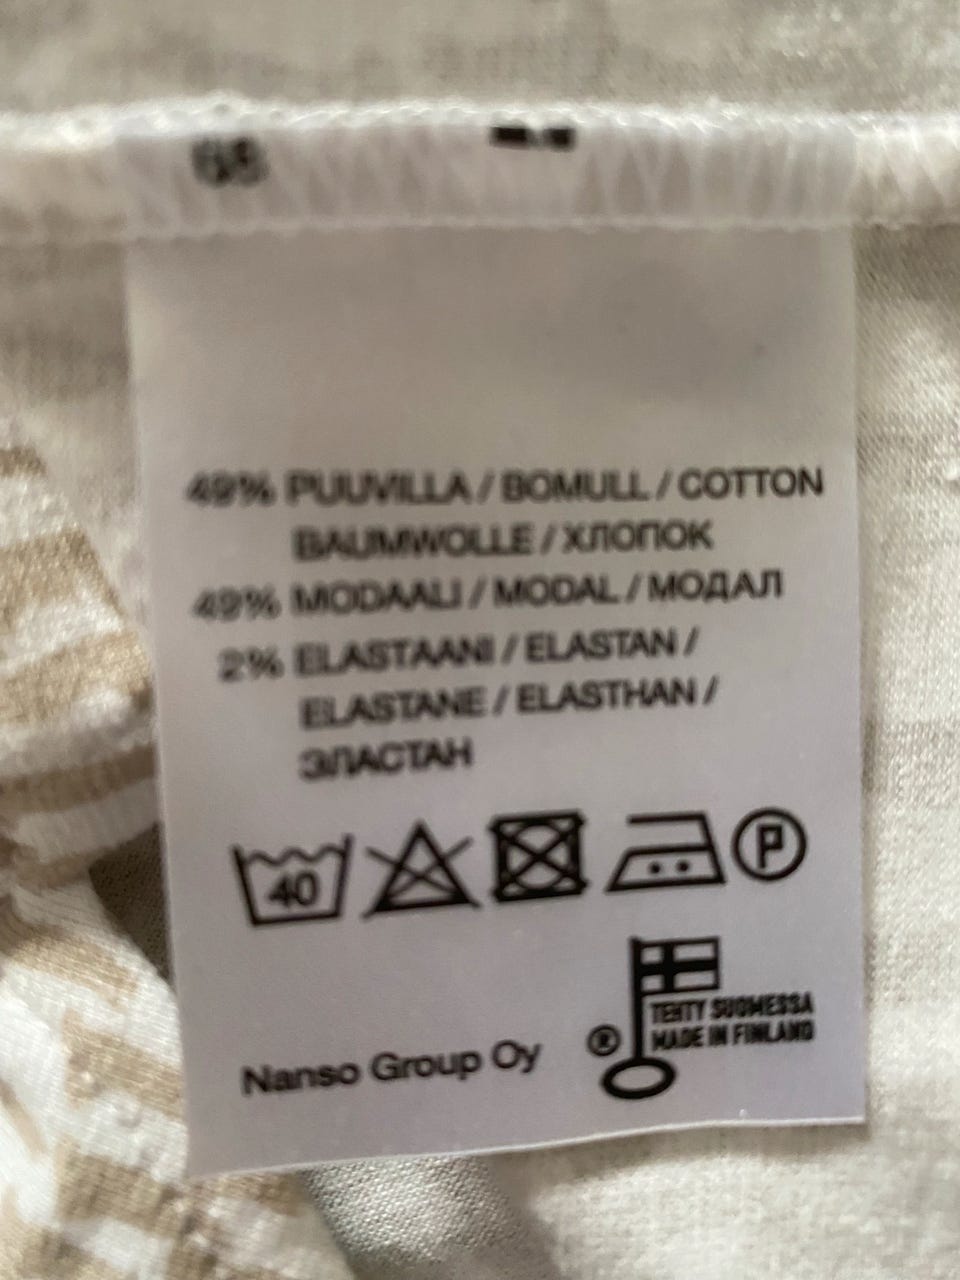 49% PUUVILLA / BOMULL / COTTON
BAUMWOLLE / ХЛОПОК
49% MODAALI / MODAL / МОДАЛ
2% ELASTAANI / ELASTAN /
ELASTANE / ELASTHAN /
ЭЛАСТАН
40
P
TEHTY SUOMESSA
® MADE IN FINLAND
Nanso Group Oy